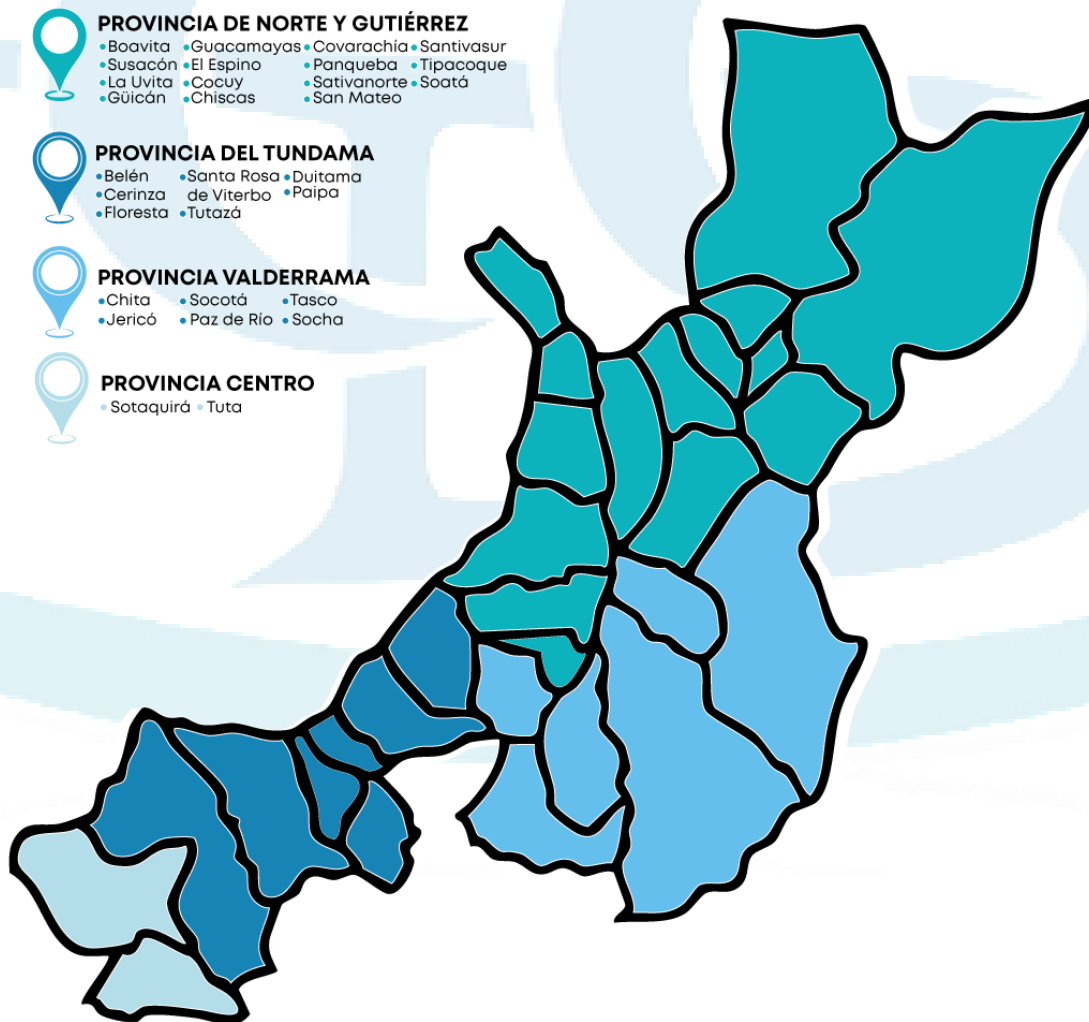 PROVINCIA DE NORTE Y GUTIÉRREZ
•Boavita •Guacamayas •Covarachía •Santivasur
•Susacón •El Espino •Panqueba •Tipacoque
•La Uvita •Cocuy •Sativanorte •Soatá
•Güicán •Chiscas •San Mateo
PROVINCIA DEL TUNDAMA
•Belén •Santa Rosa •Duitama
•Cerinza de Viterbo •Paipa
•Floresta •Tutazá
PROVINCIA VALDERRAMA
•Chita •Socotá •Tasco
•Jericó •Paz de Río •Socha
PROVINCIA CENTRO
•Sotaquirá •Tuta